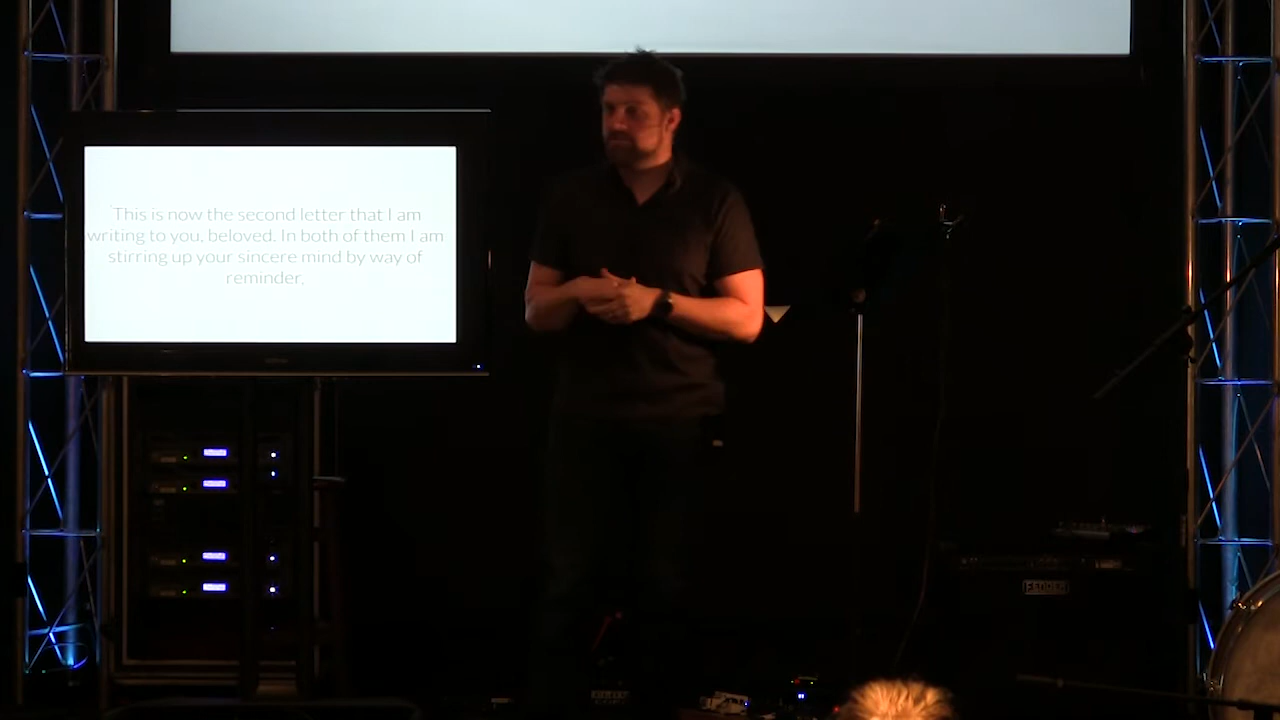 This is now the second letter that I am
writing to you, beloved. In both of them I am
stirring up your sincere mind by way of
reminder,